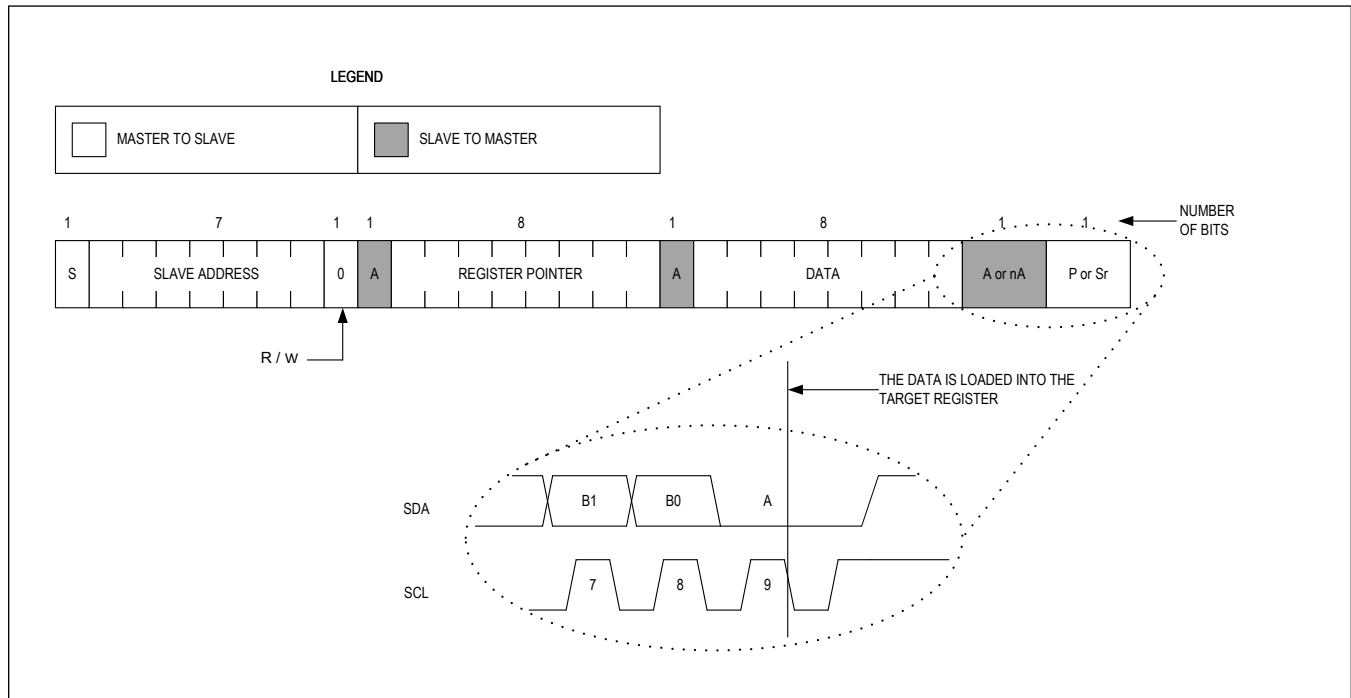 LEGEND
MASTER TO SLAVE SLAVE TO MASTER
1 7 1 1 8 1 8 1 1 NUMBER
OF BITS
S SLAVE ADDRESS 0 A REGISTER POINTER A DATA A or nA P or Sr
R / W
THE DATA IS LOADED INTO THE
TARGET REGISTER
SDA B1 B0 A
SCL 7 8 9